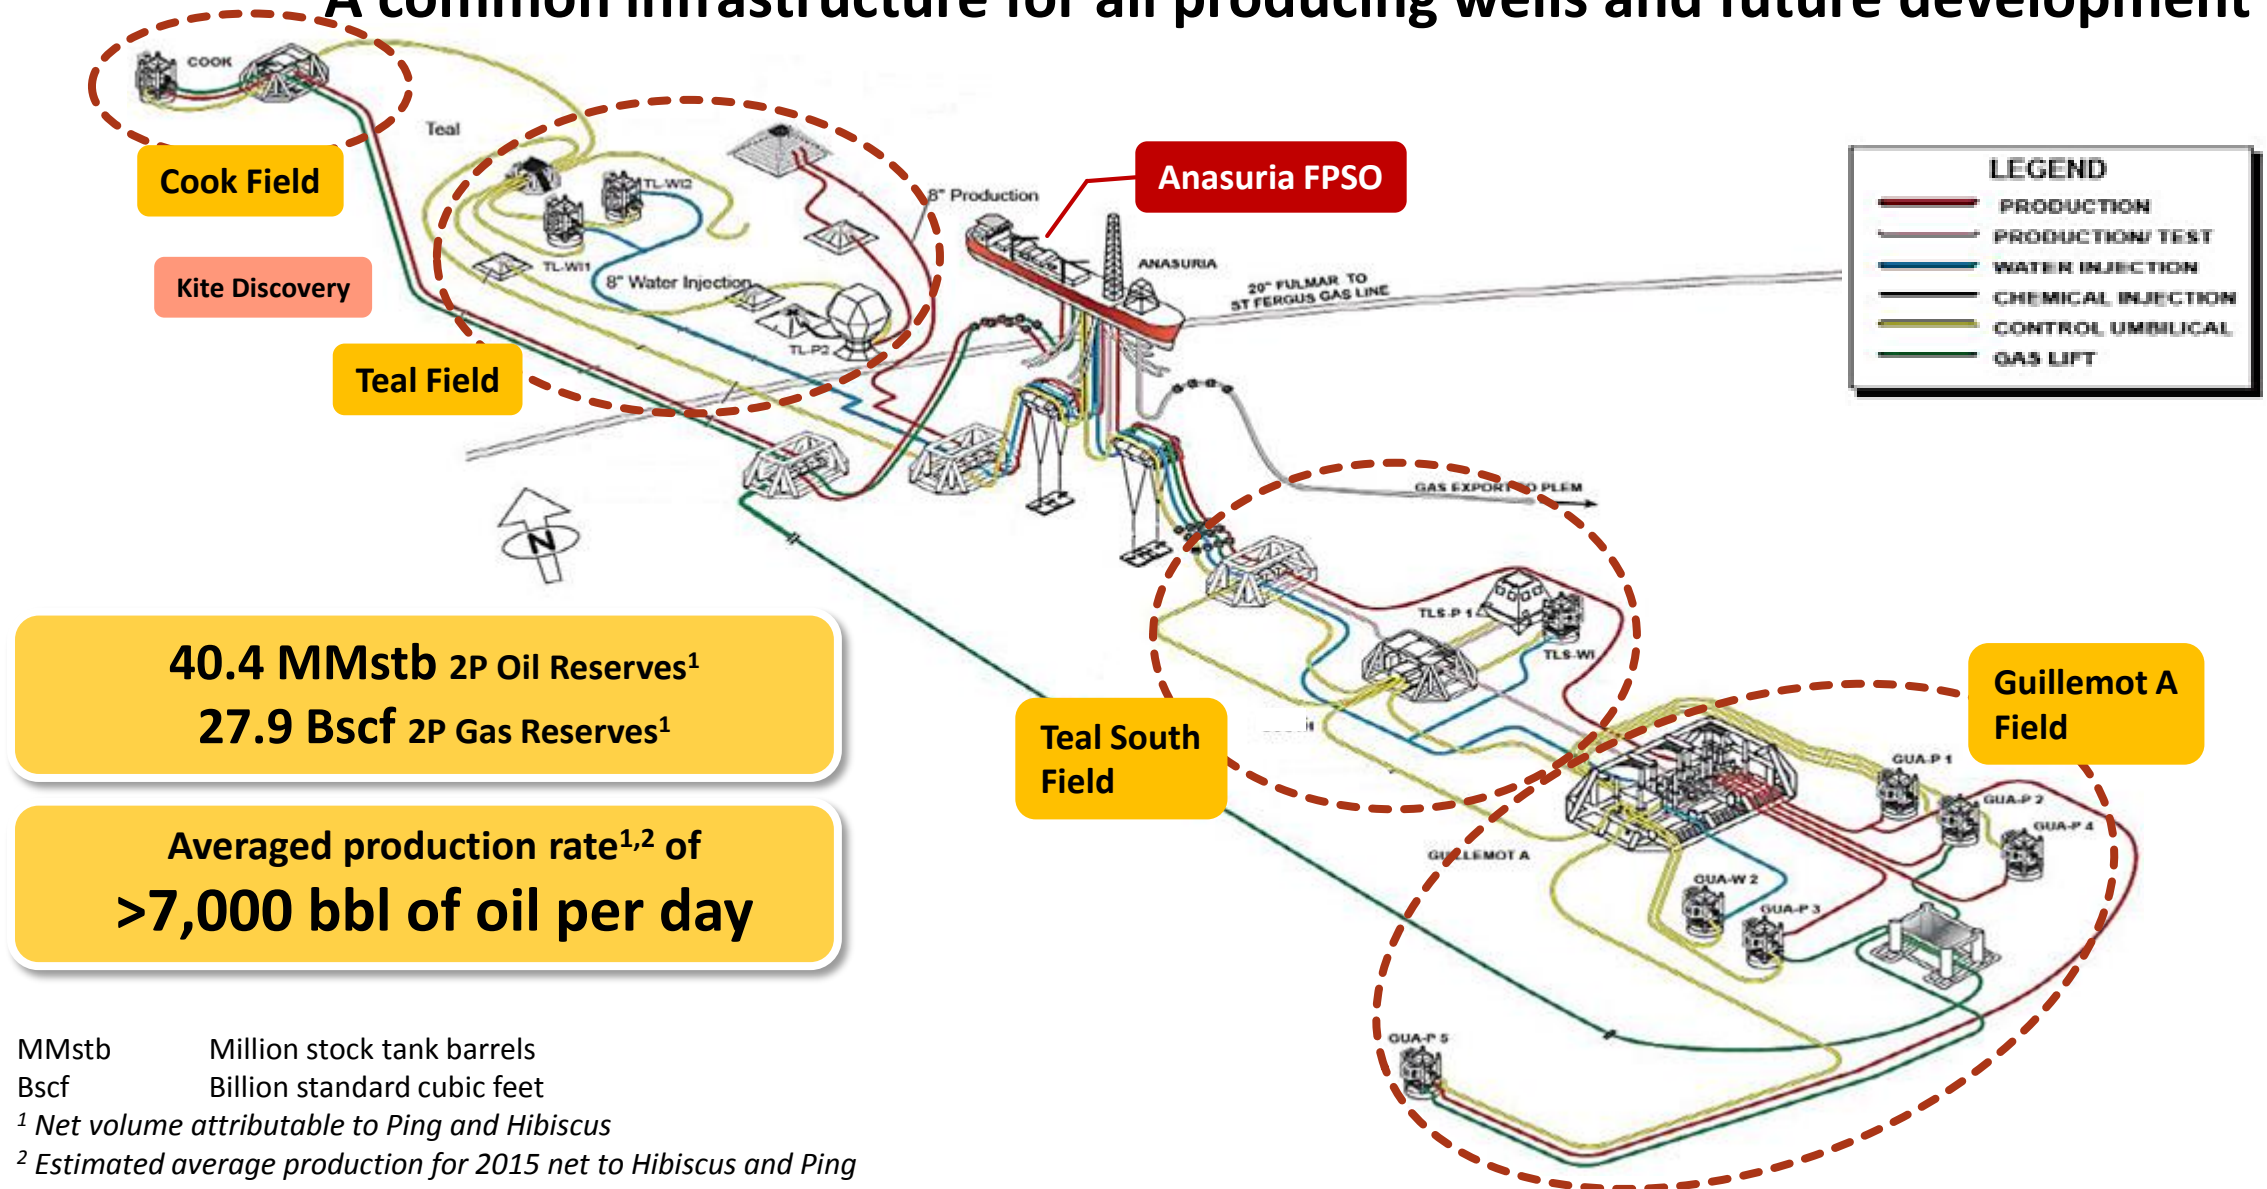 A common infrastructure for all producing wells and future development
COOK
Cook Field
Teal
Kite Discovery
TL-WI2
TL-WI1
8" Production
8" Water Injection
TL-P2
Teal Field
Anasuria FPSO
ANASURIA
20" FULMAR TO
ST FERGUS GAS LINE
LEGEND
PRODUCTION
PRODUCTION/ TEST
WATER INJECTION
CHEMICAL INJECTION
CONTROL UMBILICAL
GAS LIFT
GAS EXPORT TO PLEM
N
TLS-P 1
TLS-WI
Teal South
Field
Guillemot A
Field
GUA-P 1
GUA-P 2
GUA-P 4
GUILLEMOT A
GUA-W 2
GUA-P 3
GUA-P 5
40.4 MMstb 2P Oil Reserves¹
27.9 Bscf 2P Gas Reserves¹
Averaged production rate¹,² of
>7,000 bbl of oil per day
MMstb Million stock tank barrels
Bscf Billion standard cubic feet
¹ Net volume attributable to Ping and Hibiscus
² Estimated average production for 2015 net to Hibiscus and Ping